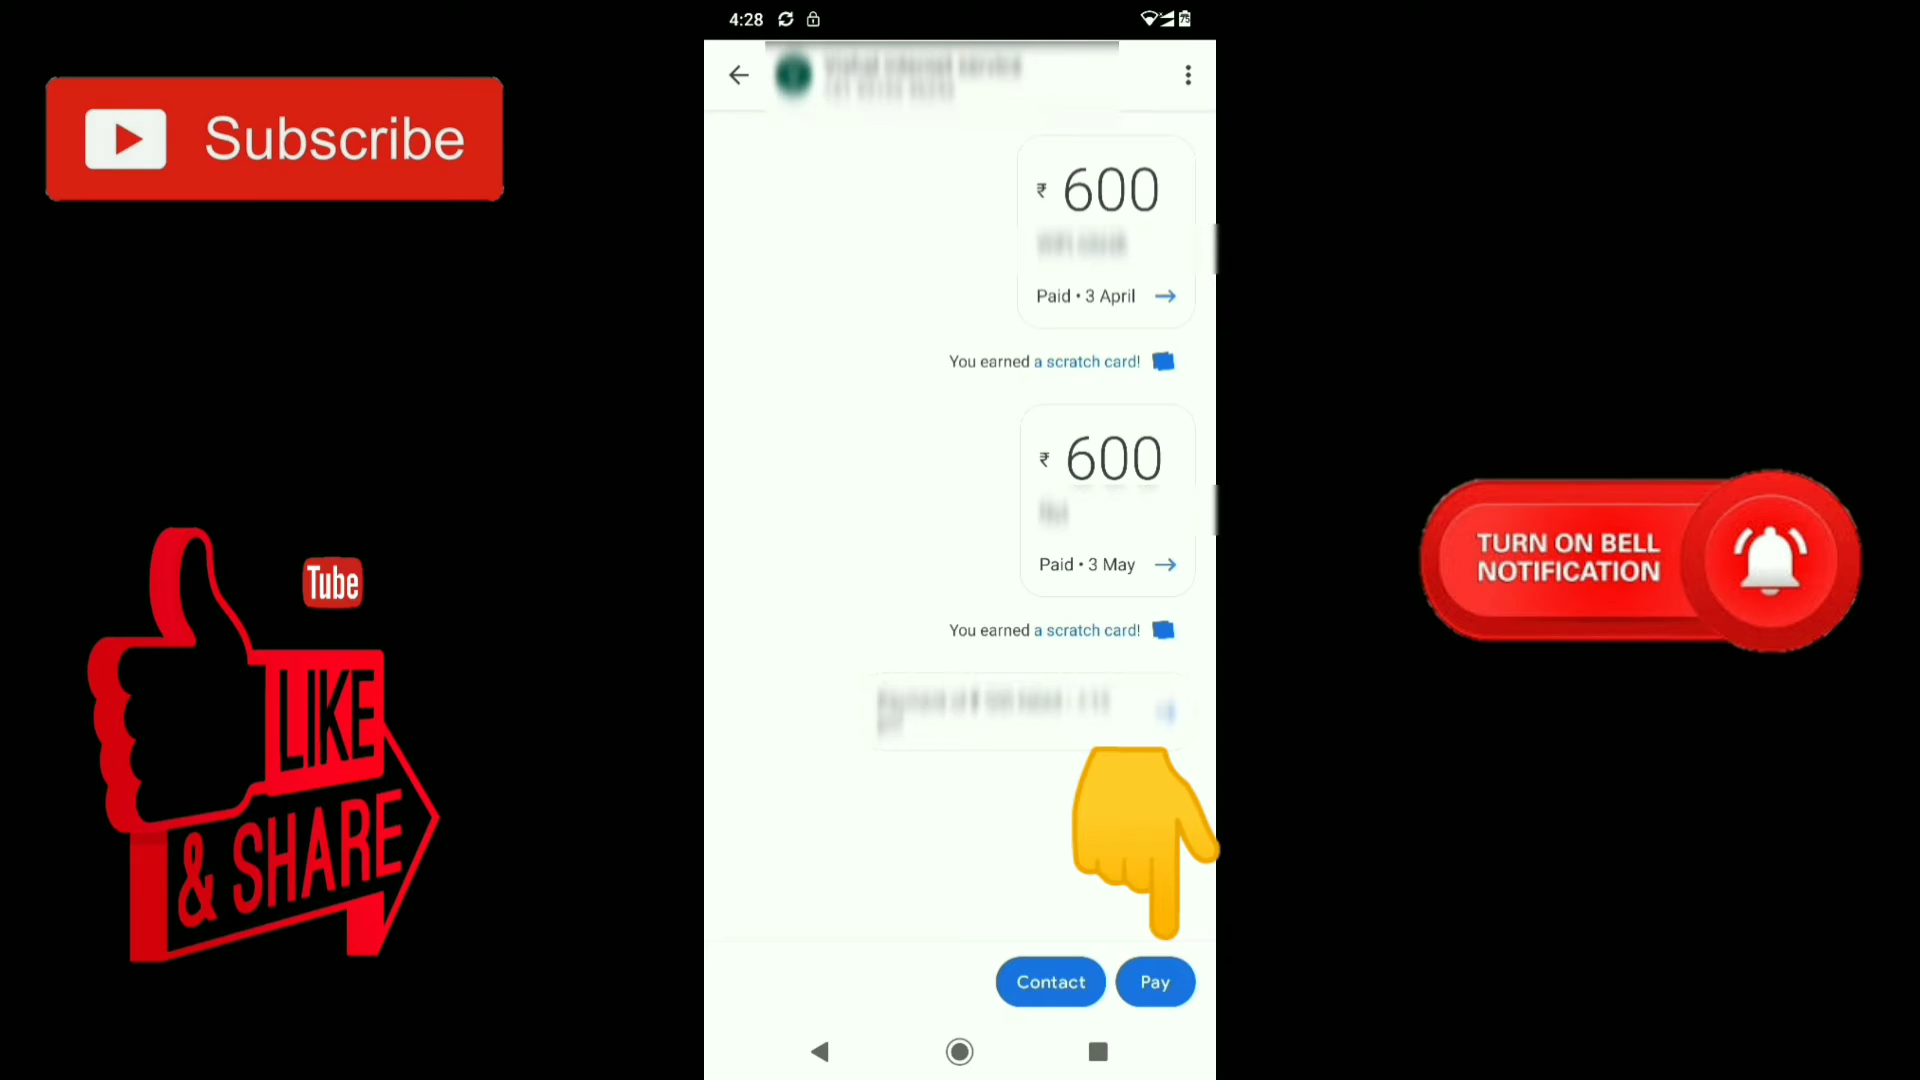 4:28
75
Subscribe
₹ 600
Paid • 3 April
You earned a scratch card!
₹ 600
Paid • 3 May
You earned a scratch card!
Tube
LIKE
& SHARE
TURN ON BELL
NOTIFICATION
Contact
Pay